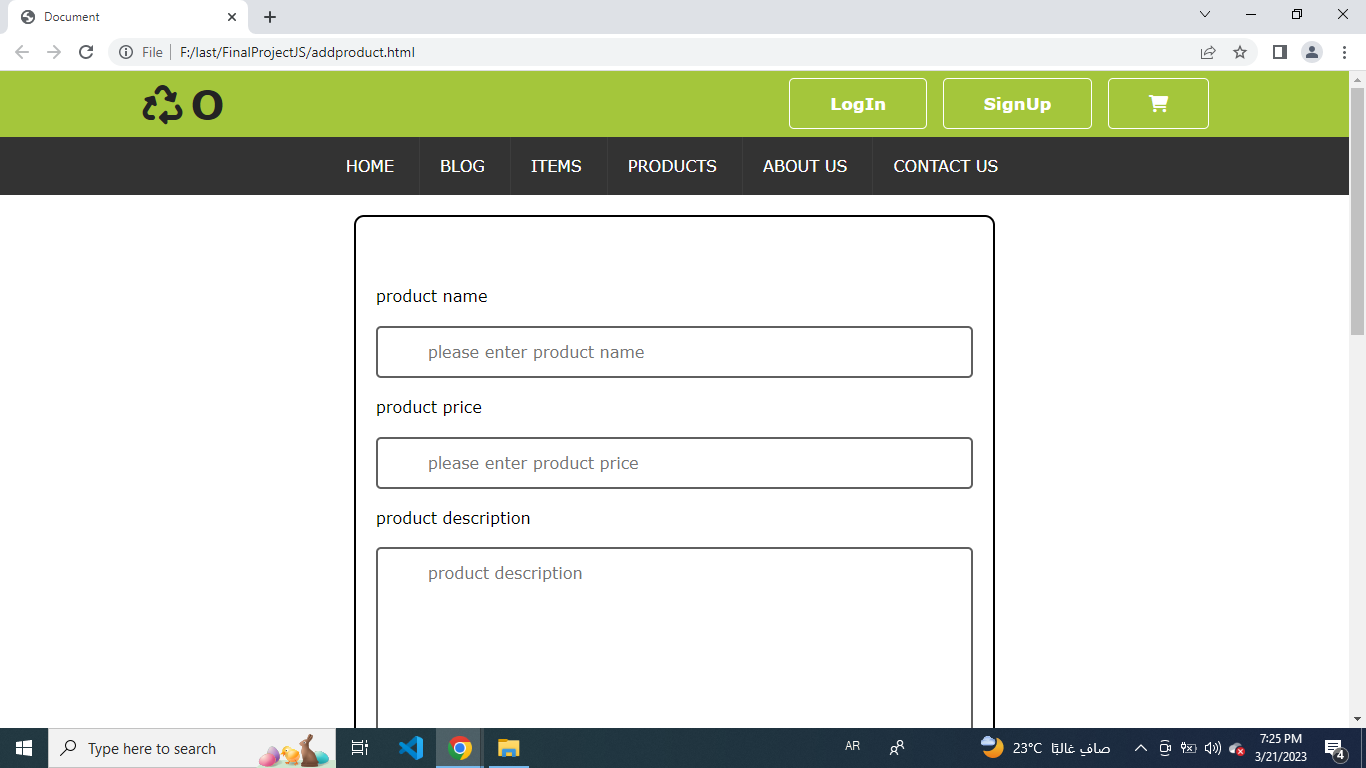 Document
File F:/last/FinalProjectJS/addproduct.html
O LogIn SignUp
HOME BLOG ITEMS PRODUCTS ABOUT US CONTACT US
product name
please enter product name
product price
please enter product price
product description
product description
Type here to search AR 23°C صافٍ غالبًا 7:25 PM
3/21/2023
4